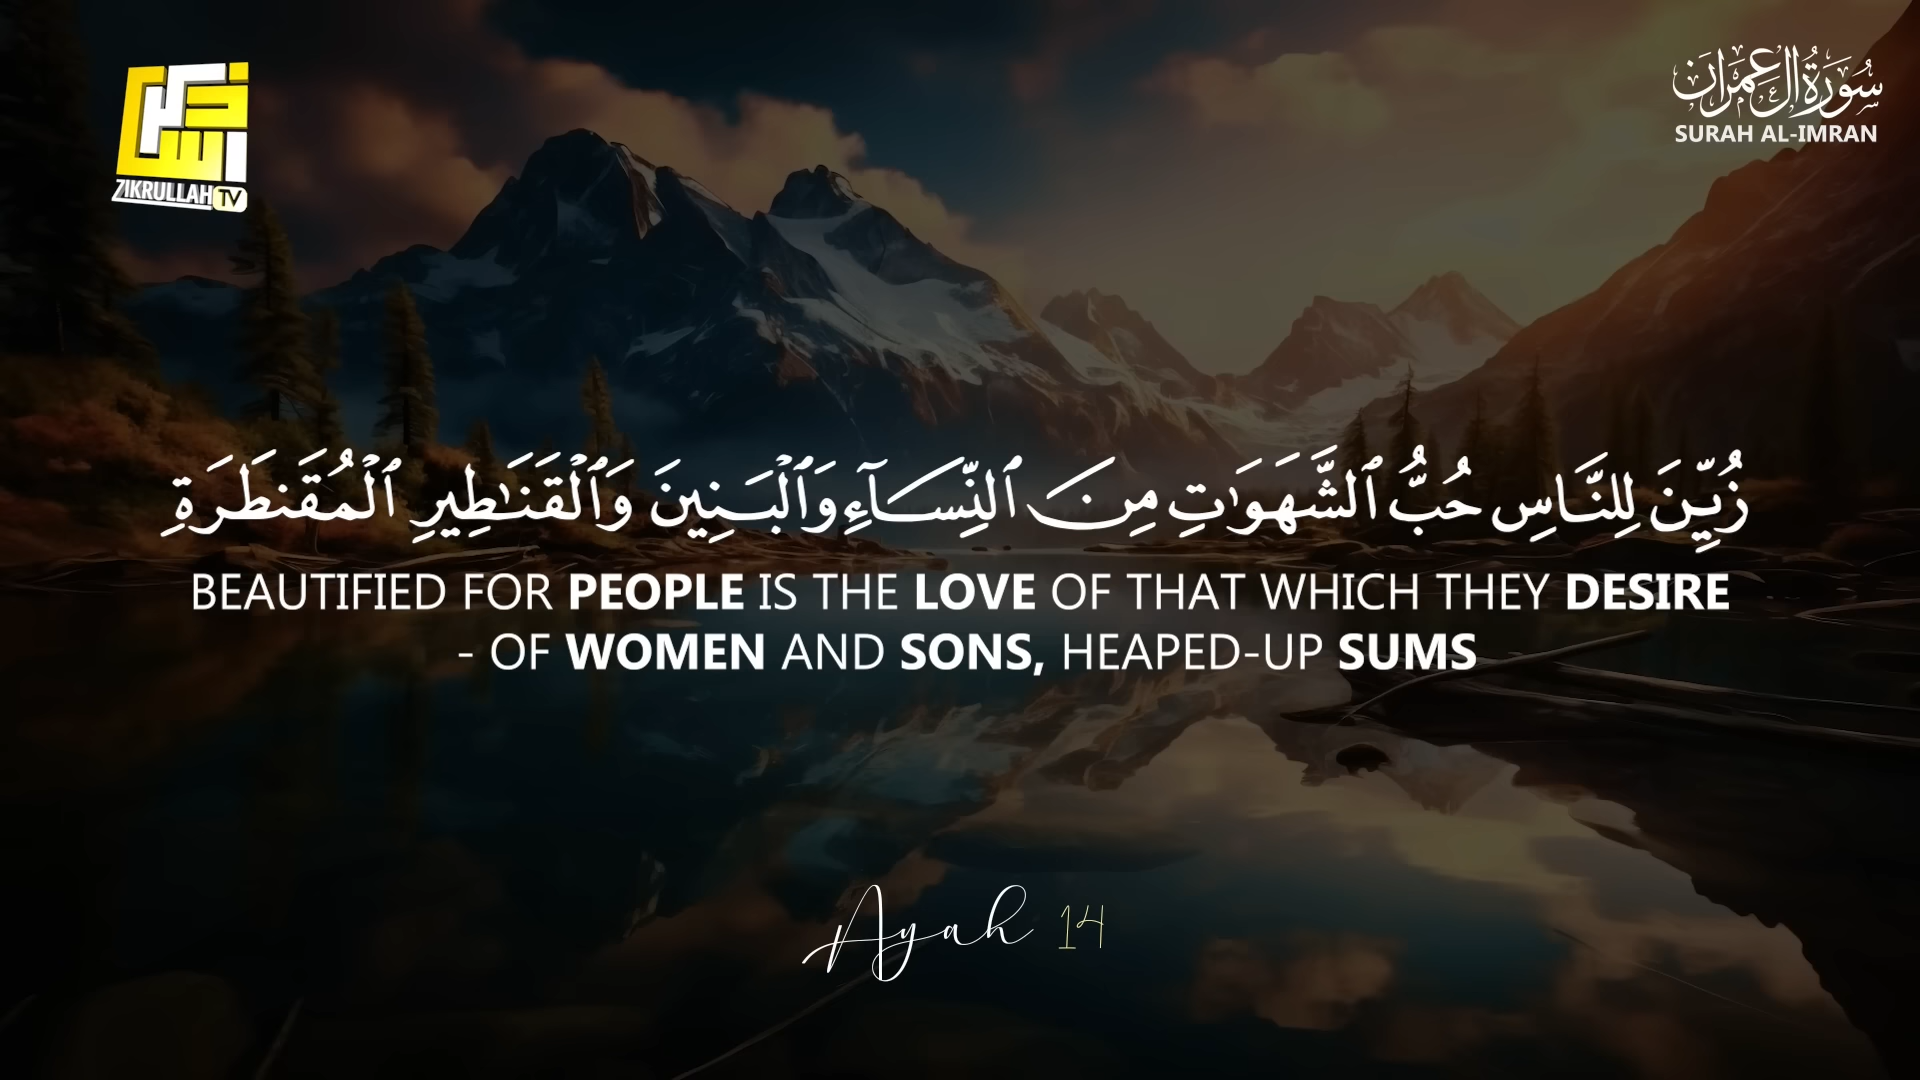 ZIKRULLAH TV
سُورَةُ آل عِمرَان
SURAH AL-IMRAN
زُيِّنَ لِلنَّاسِ حُبُّ ٱلشَّهَوَٰتِ مِنَ ٱلنِّسَآءِ وَٱلْبَنِينَ وَٱلْقَنَـٰطِيرِ ٱلْمُقَنطَرَةِ
BEAUTIFIED FOR PEOPLE IS THE LOVE OF THAT WHICH THEY DESIRE
- OF WOMEN AND SONS, HEAPED-UP SUMS
Ayah 14